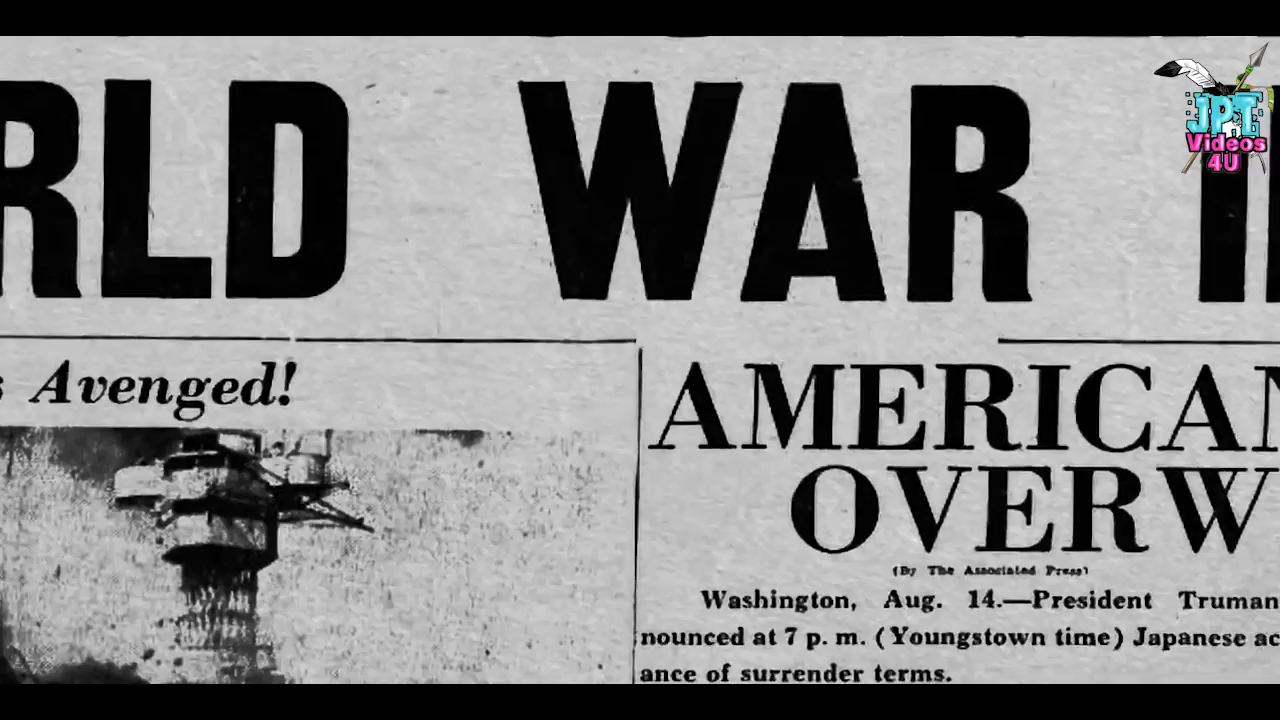 RLD WAR I
JPT
Videos
4U
s Avenged!
AMERICAN
OVERW
(By The Associated Press)
Washington, Aug. 14.—President Truman
nounced at 7 p. m. (Youngstown time) Japanese ac
ance of surrender terms.